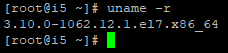 [root@i5 ~]# uname -r
3.10.0-1062.12.1.el7.x86_64
[root@i5 ~]#